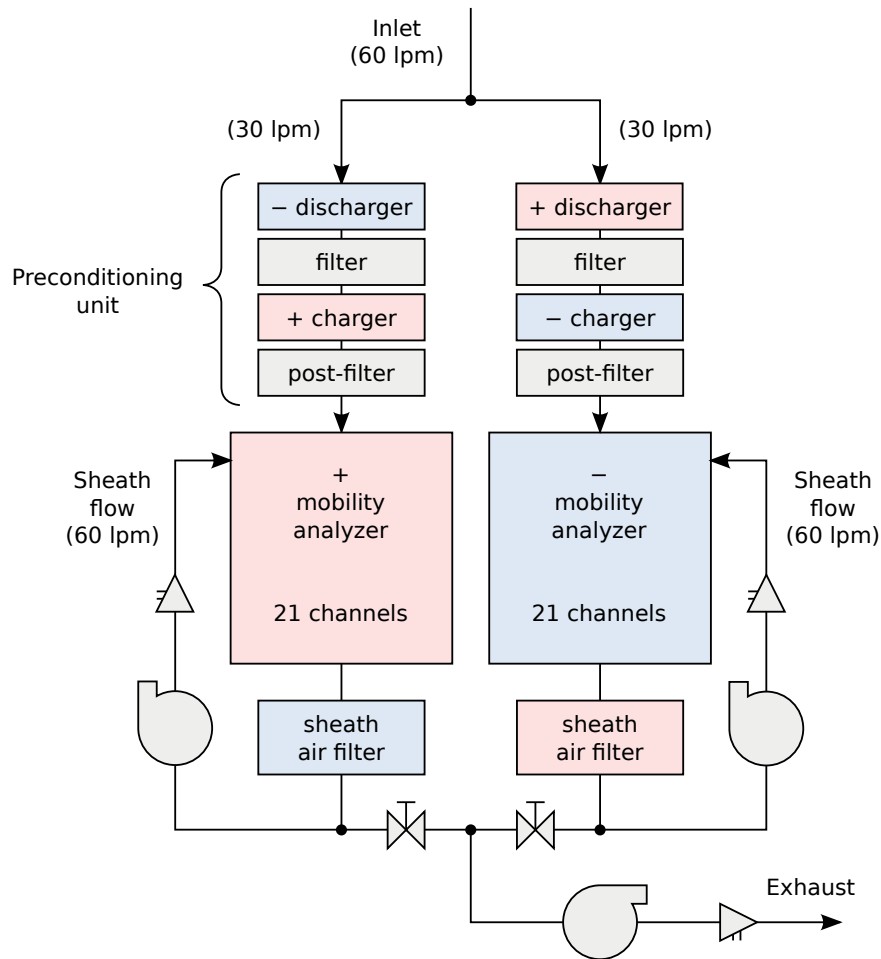 Inlet
(60 lpm)
(30 lpm)
(30 lpm)
− discharger
+ discharger
filter
filter
Preconditioning
unit
+ charger
− charger
post-filter
post-filter
Sheath
flow
(60 lpm)
+
mobility
analyzer
21 channels
−
mobility
analyzer
21 channels
Sheath
flow
(60 lpm)
sheath
air filter
sheath
air filter
Exhaust